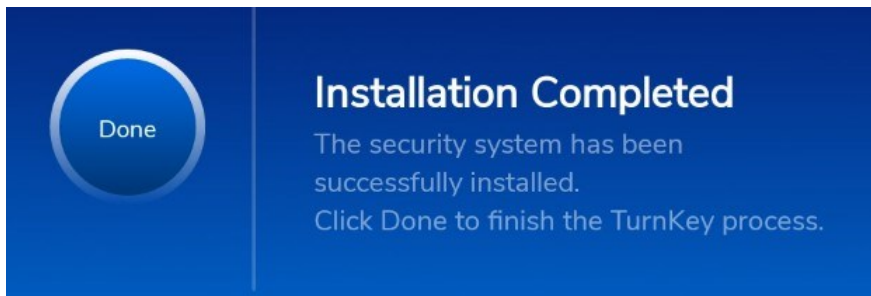 Done
Installation Completed
The security system has been
successfully installed.
Click Done to finish the TurnKey process.